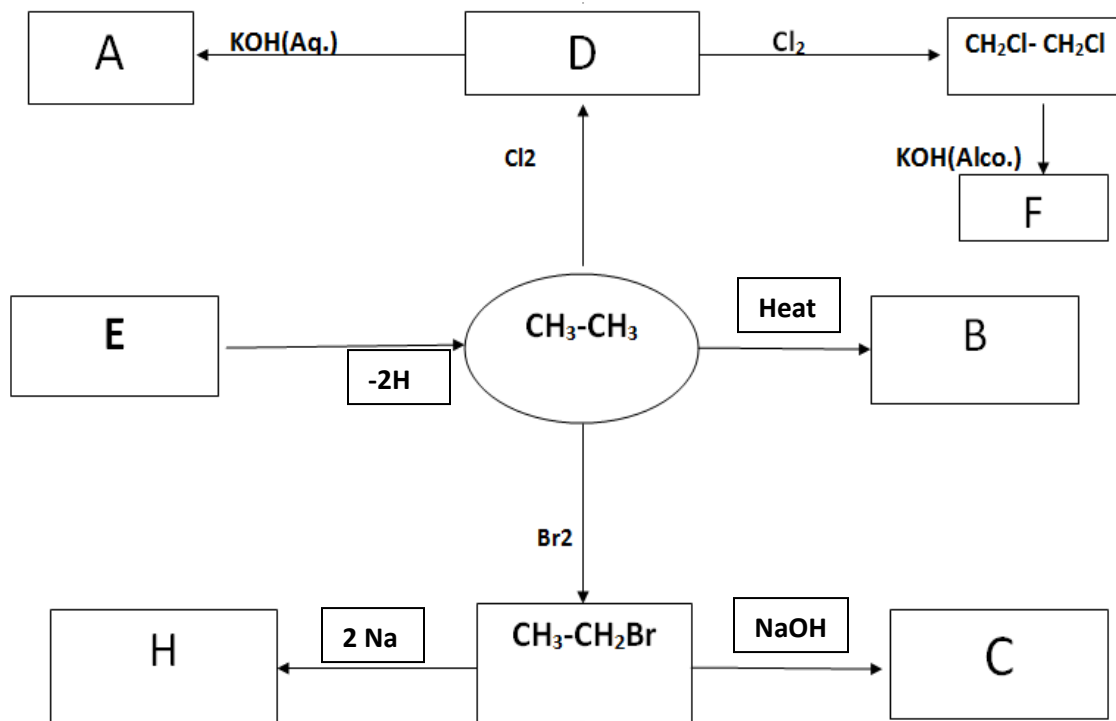 A
KOH(Aq.)
D
Cl₂
CH₂Cl- CH₂Cl
Cl2
KOH(Alco.)
F
E
-2H
CH₃-CH₃
Heat
B
Br2
H
2 Na
CH₃-CH₂Br
NaOH
C